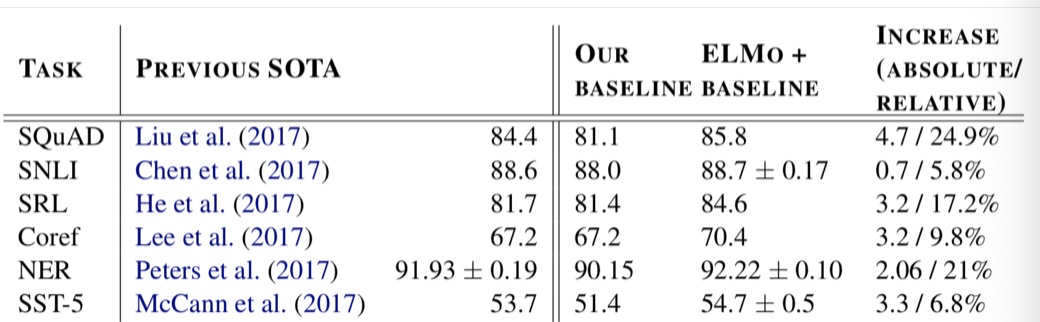 TASK PREVIOUS SOTA OUR BASELINE ELMO + BASELINE INCREASE (ABSOLUTE/ RELATIVE)
SQuAD Liu et al. (2017) 84.4 81.1 85.8 4.7 / 24.9%
SNLI Chen et al. (2017) 88.6 88.0 88.7 ± 0.17 0.7 / 5.8%
SRL He et al. (2017) 81.7 81.4 84.6 3.2 / 17.2%
Coref Lee et al. (2017) 67.2 67.2 70.4 3.2 / 9.8%
NER Peters et al. (2017) 91.93 ± 0.19 90.15 92.22 ± 0.10 2.06 / 21%
SST-5 McCann et al. (2017) 53.7 51.4 54.7 ± 0.5 3.3 / 6.8%